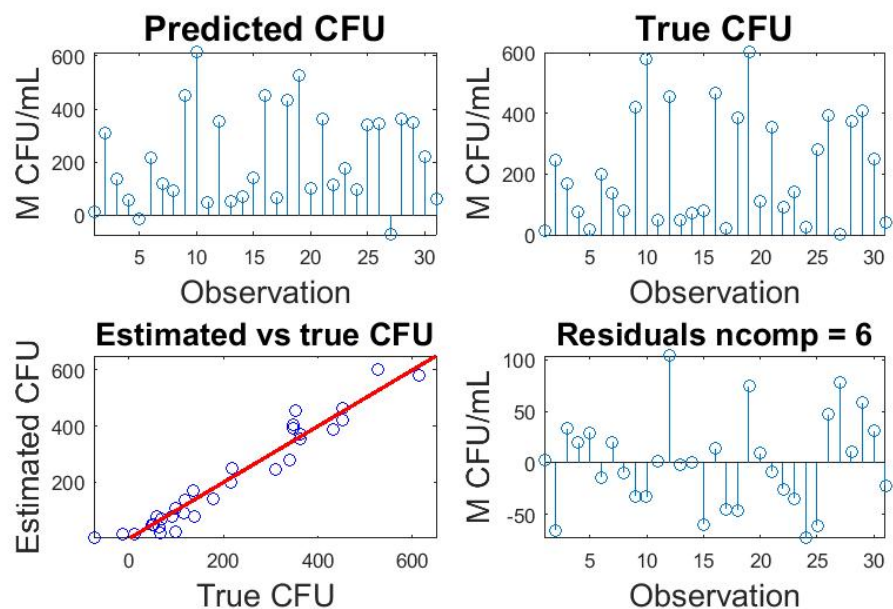 Predicted CFU
600
400
200
0
M CFU/mL
5 10 15 20 25 30
Observation
True CFU
600
400
200
0
M CFU/mL
5 10 15 20 25 30
Observation
Estimated vs true CFU
600
400
200
Estimated CFU
0 200 400 600
True CFU
Residuals ncomp = 6
100
50
0
-50
M CFU/mL
5 10 15 20 25 30
Observation